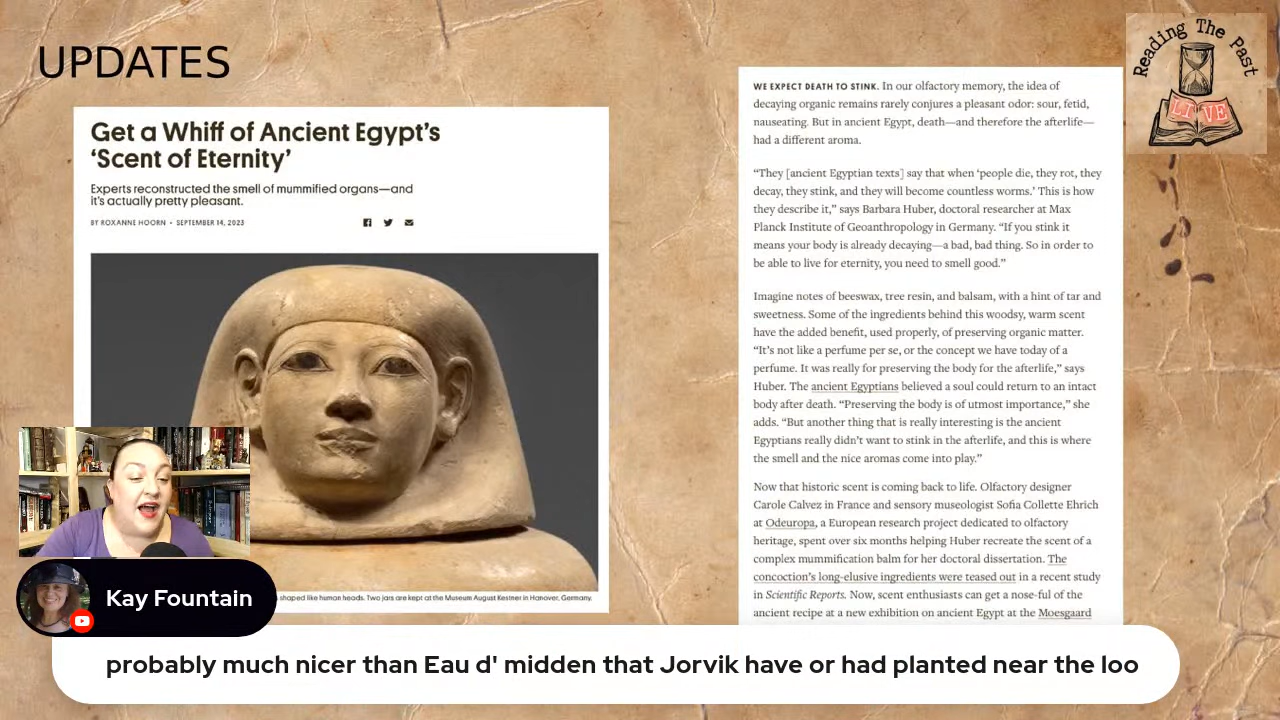 UPDATES
Reading The Past
LIVE
Get a Whiff of Ancient Egypt's
'Scent of Eternity'
Experts reconstructed the smell of mummified organs—and
it's actually pretty pleasant.
BY ROXANNE HOORN • SEPTEMBER 14, 2023
shaped like human heads. Two jars are kept at the Museum August Kestner in Hanover, Germany.
WE EXPECT DEATH TO STINK. In our olfactory memory, the idea of
decaying organic remains rarely conjures a pleasant odor: sour, fetid,
nauseating. But in ancient Egypt, death—and therefore the afterlife—
had a different aroma.
“They [ancient Egyptian texts] say that when ‘people die, they rot, they
decay, they stink, and they will become countless worms.’ This is how
they describe it,” says Barbara Huber, doctoral researcher at Max
Planck Institute of Geoanthropology in Germany. “If you stink it
means your body is already decaying—a bad, bad thing. So in order to
be able to live for eternity, you need to smell good.”
Imagine notes of beeswax, tree resin, and balsam, with a hint of tar and
sweetness. Some of the ingredients behind this woodsy, warm scent
have the added benefit, used properly, of preserving organic matter.
“It’s not like a perfume per se, or the concept we have today of a
perfume. It was really for preserving the body for the afterlife,” says
Huber. The ancient Egyptians believed a soul could return to an intact
body after death. “Preserving the body is of utmost importance,” she
adds. “But another thing that is really interesting is the ancient
Egyptians really didn’t want to stink in the afterlife, and this is where
the smell and the nice aromas come into play.”
Now that historic scent is coming back to life. Olfactory designer
Carole Calvez in France and sensory museologist Sofia Collette Ehrich
at Odeuropa, a European research project dedicated to olfactory
heritage, spent over six months helping Huber recreate the scent of a
complex mummification balm for her doctoral dissertation. The
concoction’s long-elusive ingredients were teased out in a recent study
in Scientific Reports. Now, scent enthusiasts can get a nose-ful of the
ancient recipe at a new exhibition on ancient Egypt at the Moesgaard
Kay Fountain
probably much nicer than Eau d' midden that Jorvik have or had planted near the loo